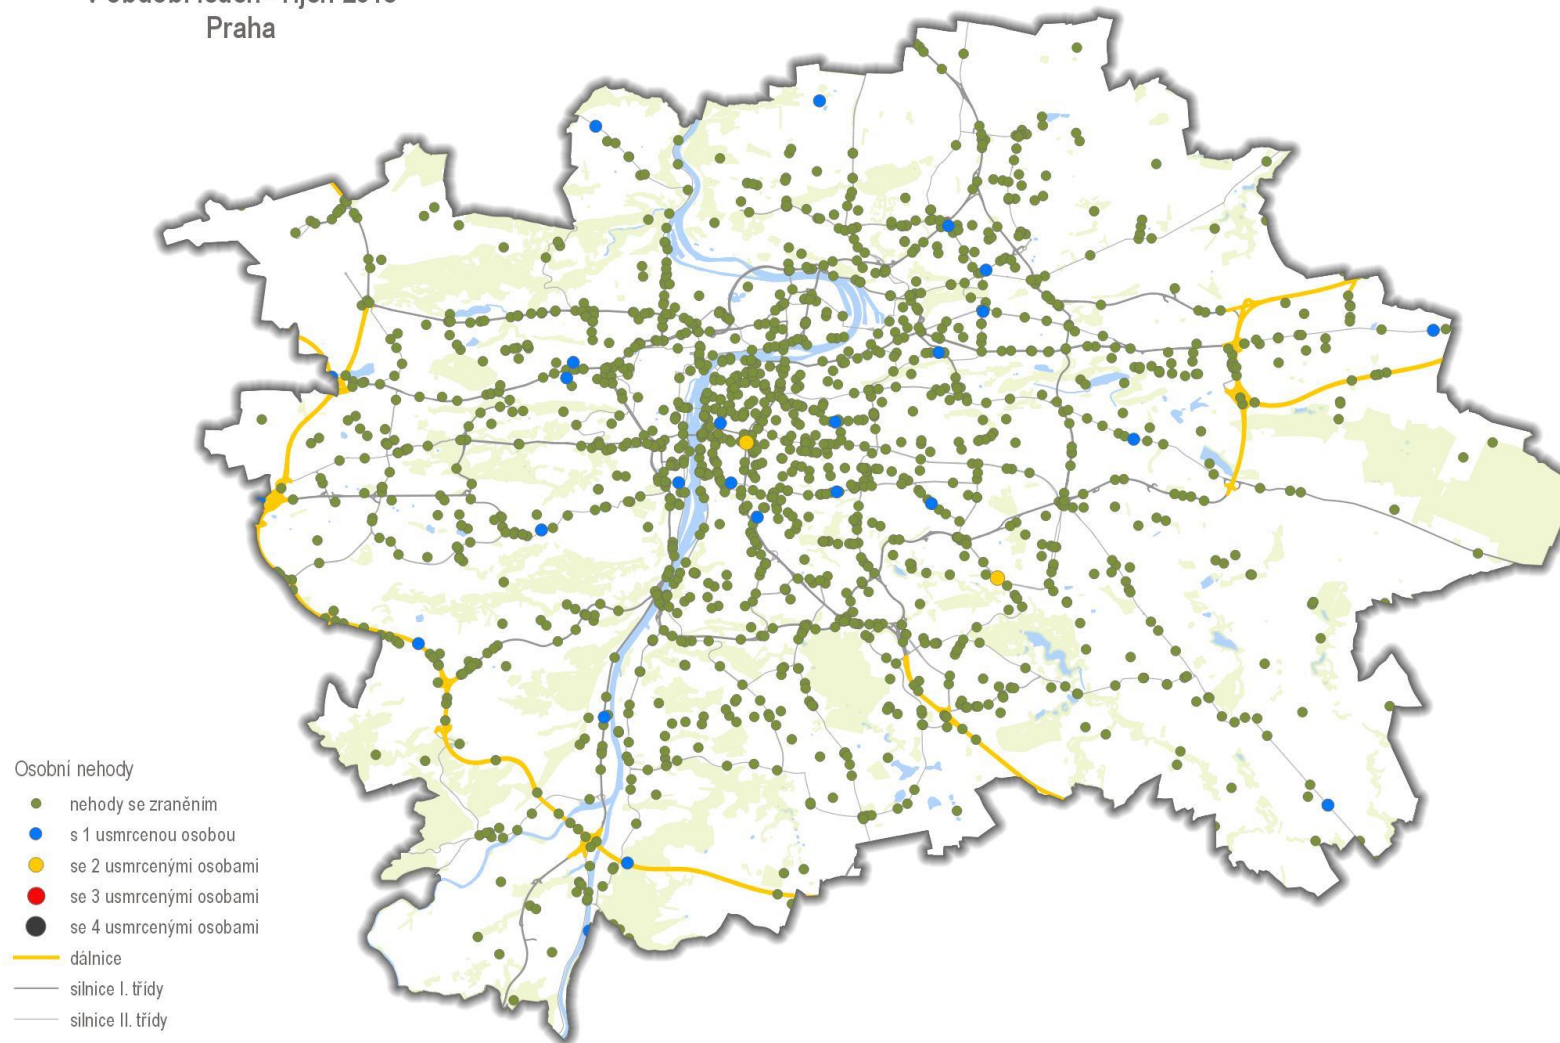 Praha
Osobní nehody
nehody se zraněním
s 1 usmrcenou osobou
se 2 usmrcenými osobami
se 3 usmrcenými osobami
se 4 usmrcenými osobami
dálnice
silnice I. třídy
silnice II. třídy